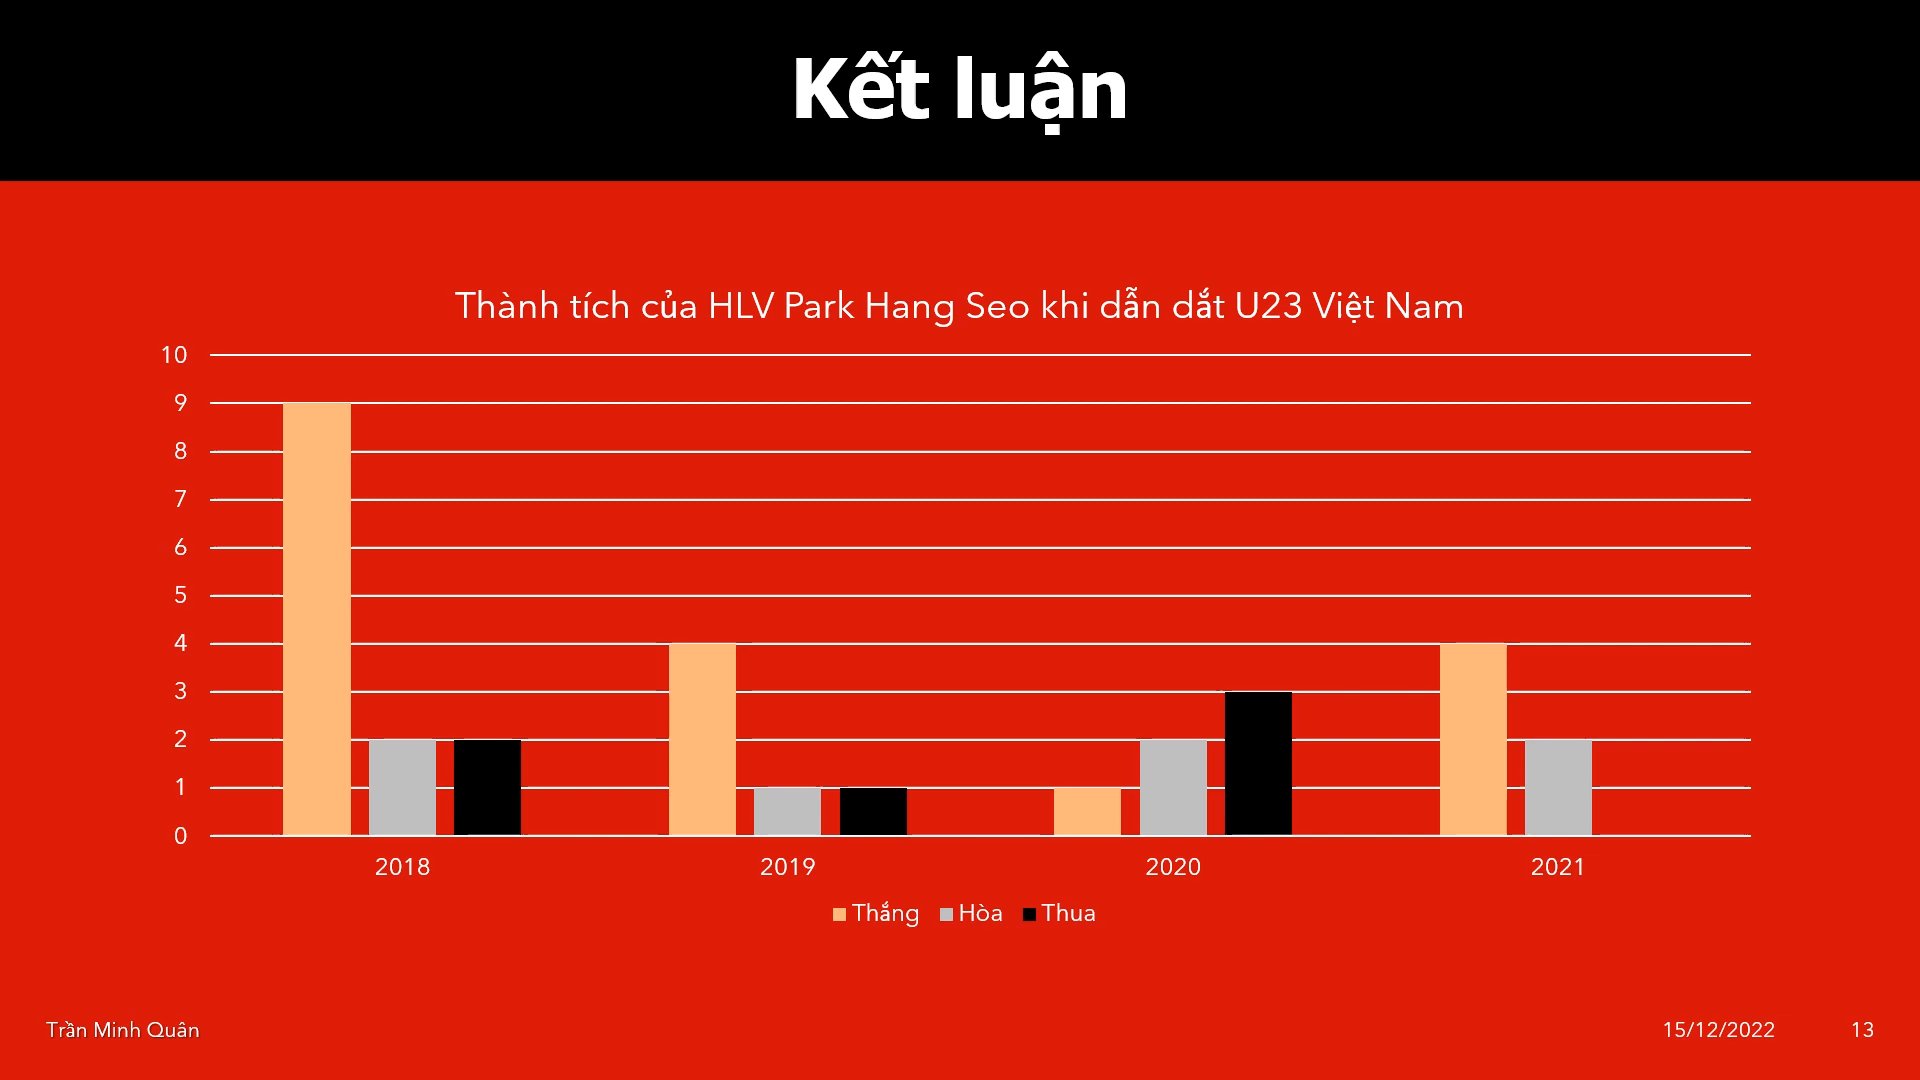 Kết luận
Thành tích của HLV Park Hang Seo khi dẫn dắt U23 Việt Nam
10
9
8
7
6
5
4
3
2
1
0
2018 2019 2020 2021
Thắng Hòa Thua
Trần Minh Quân 15/12/2022 13